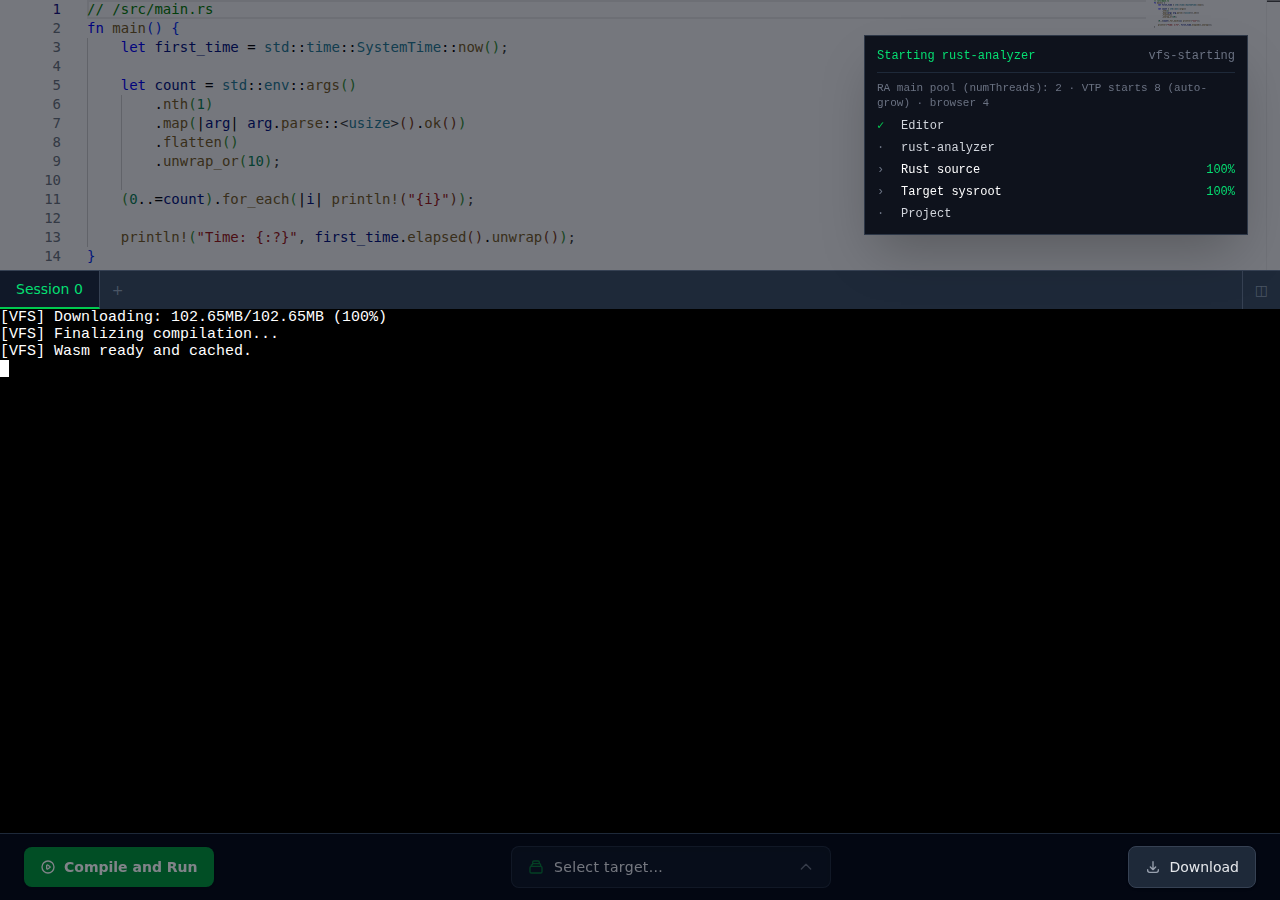 1 // /src/main.rs
2 fn main() {
3 let first_time = std::time::SystemTime::now();
4
5 let count = std::env::args()
6 .nth(1)
7 .map(|arg| arg.parse::<usize>().ok())
8 .flatten()
9 .unwrap_or(10);
10
11 (0..=count).for_each(|i| println!("{i}"));
12
13 println!("Time: {:?}", first_time.elapsed().unwrap());
14 }
Starting rust-analyzer vfs-starting
RA main pool (numThreads): 2 · VTP starts 8 (auto-
grow) · browser 4
✓ Editor
· rust-analyzer
› Rust source 100%
› Target sysroot 100%
· Project
Session 0 +
[VFS] Downloading: 102.65MB/102.65MB (100%)
[VFS] Finalizing compilation...
[VFS] Wasm ready and cached.
Compile and Run Select target... Download